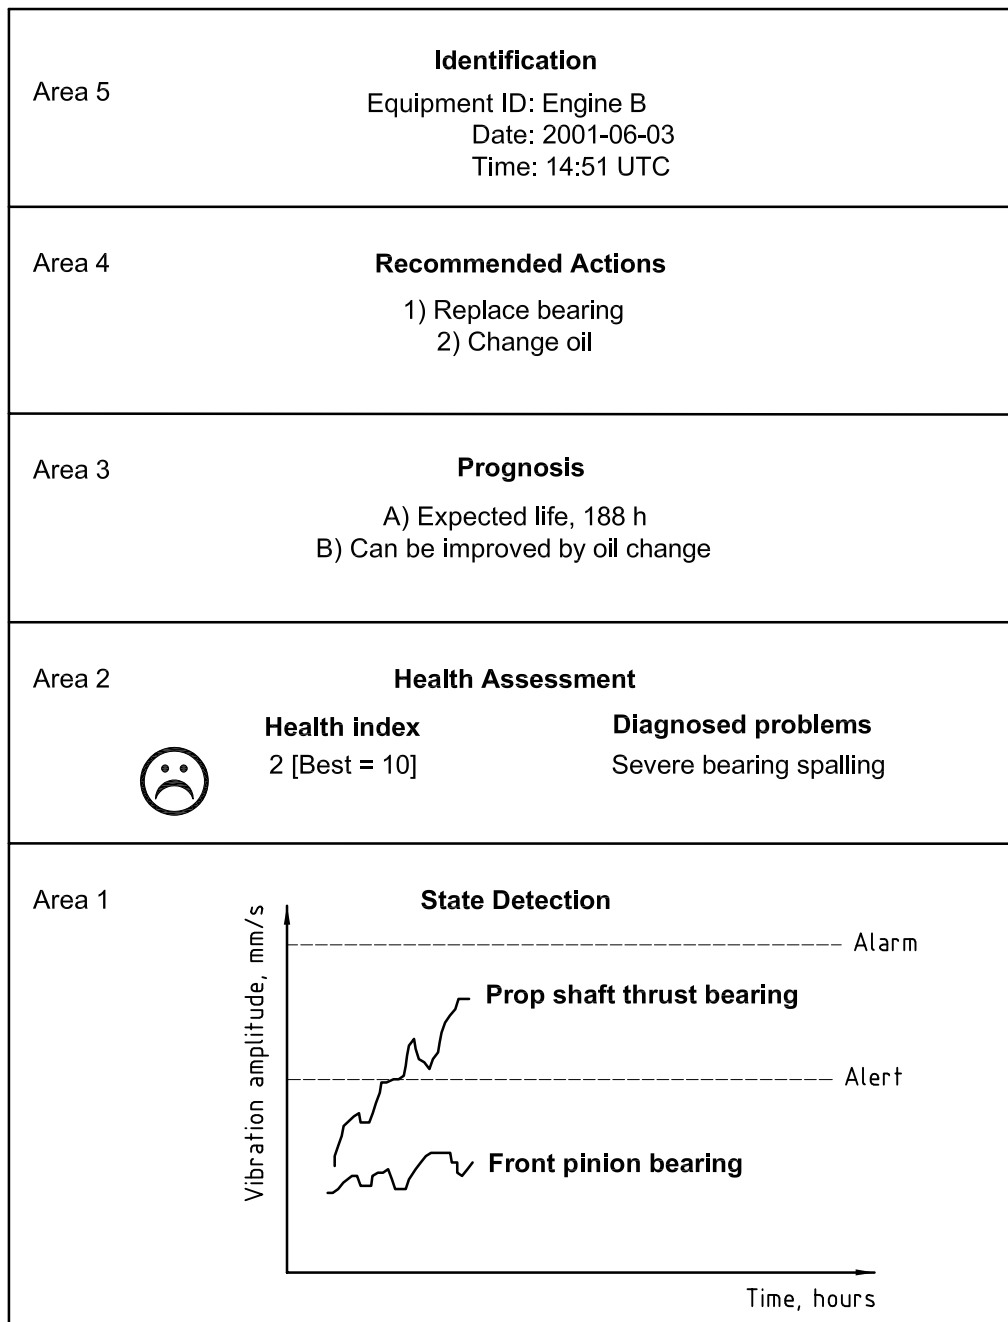 Area 5
Identification
Equipment ID: Engine B
Date: 2001-06-03
Time: 14:51 UTC
Area 4
Recommended Actions
1) Replace bearing
2) Change oil
Area 3
Prognosis
A) Expected life, 188 h
B) Can be improved by oil change
Area 2
Health Assessment
Health index
2 [Best = 10]
Diagnosed problems
Severe bearing spalling
Area 1
State Detection
Vibration amplitude, mm/s
Alarm
Prop shaft thrust bearing
Alert
Front pinion bearing
Time, hours